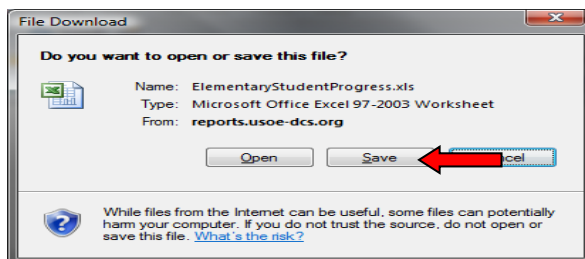 File Download
Do you want to open or save this file?
Name: ElementaryStudentProgress.xls
Type: Microsoft Office Excel 97-2003 Worksheet
From: reports.usoe-dcs.org
Open Save cel
While files from the Internet can be useful, some files can potentially
harm your computer. If you do not trust the source, do not open or
save this file. What's the risk?